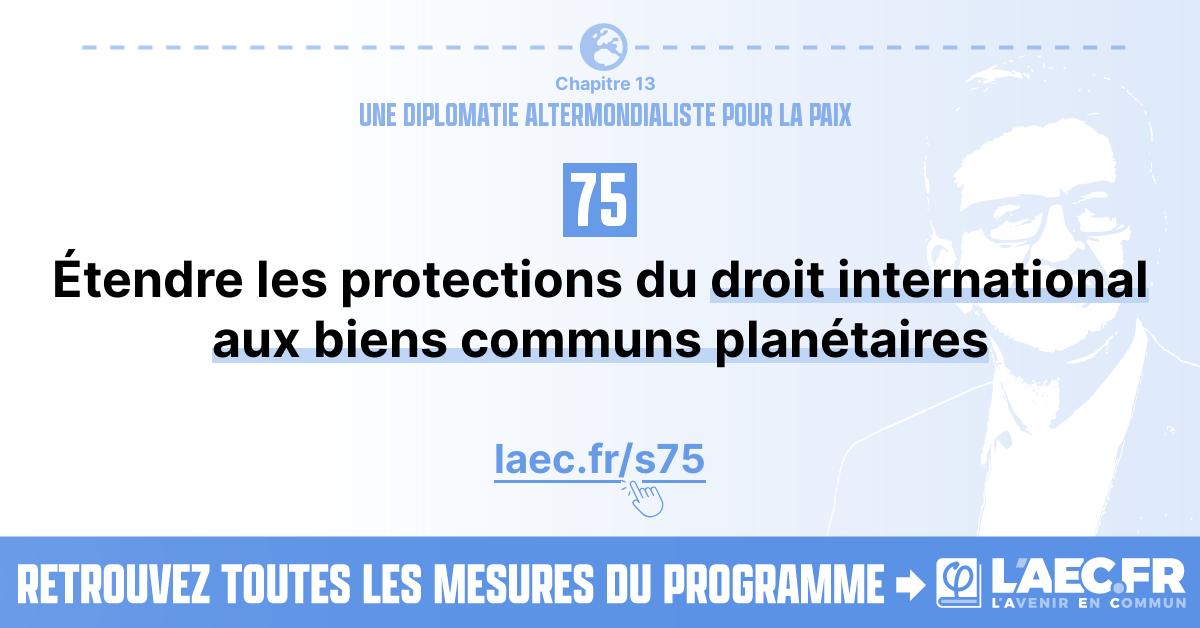 Chapitre 13
UNE DIPLOMATIE ALTERMONDIALISTE POUR LA PAIX
75
Étendre les protections du droit international
aux biens communs planétaires
laec.fr/s75
RETROUVEZ TOUTES LES MESURES DU PROGRAMME
φ L'AEC.FR
L'AVENIR EN COMMUN